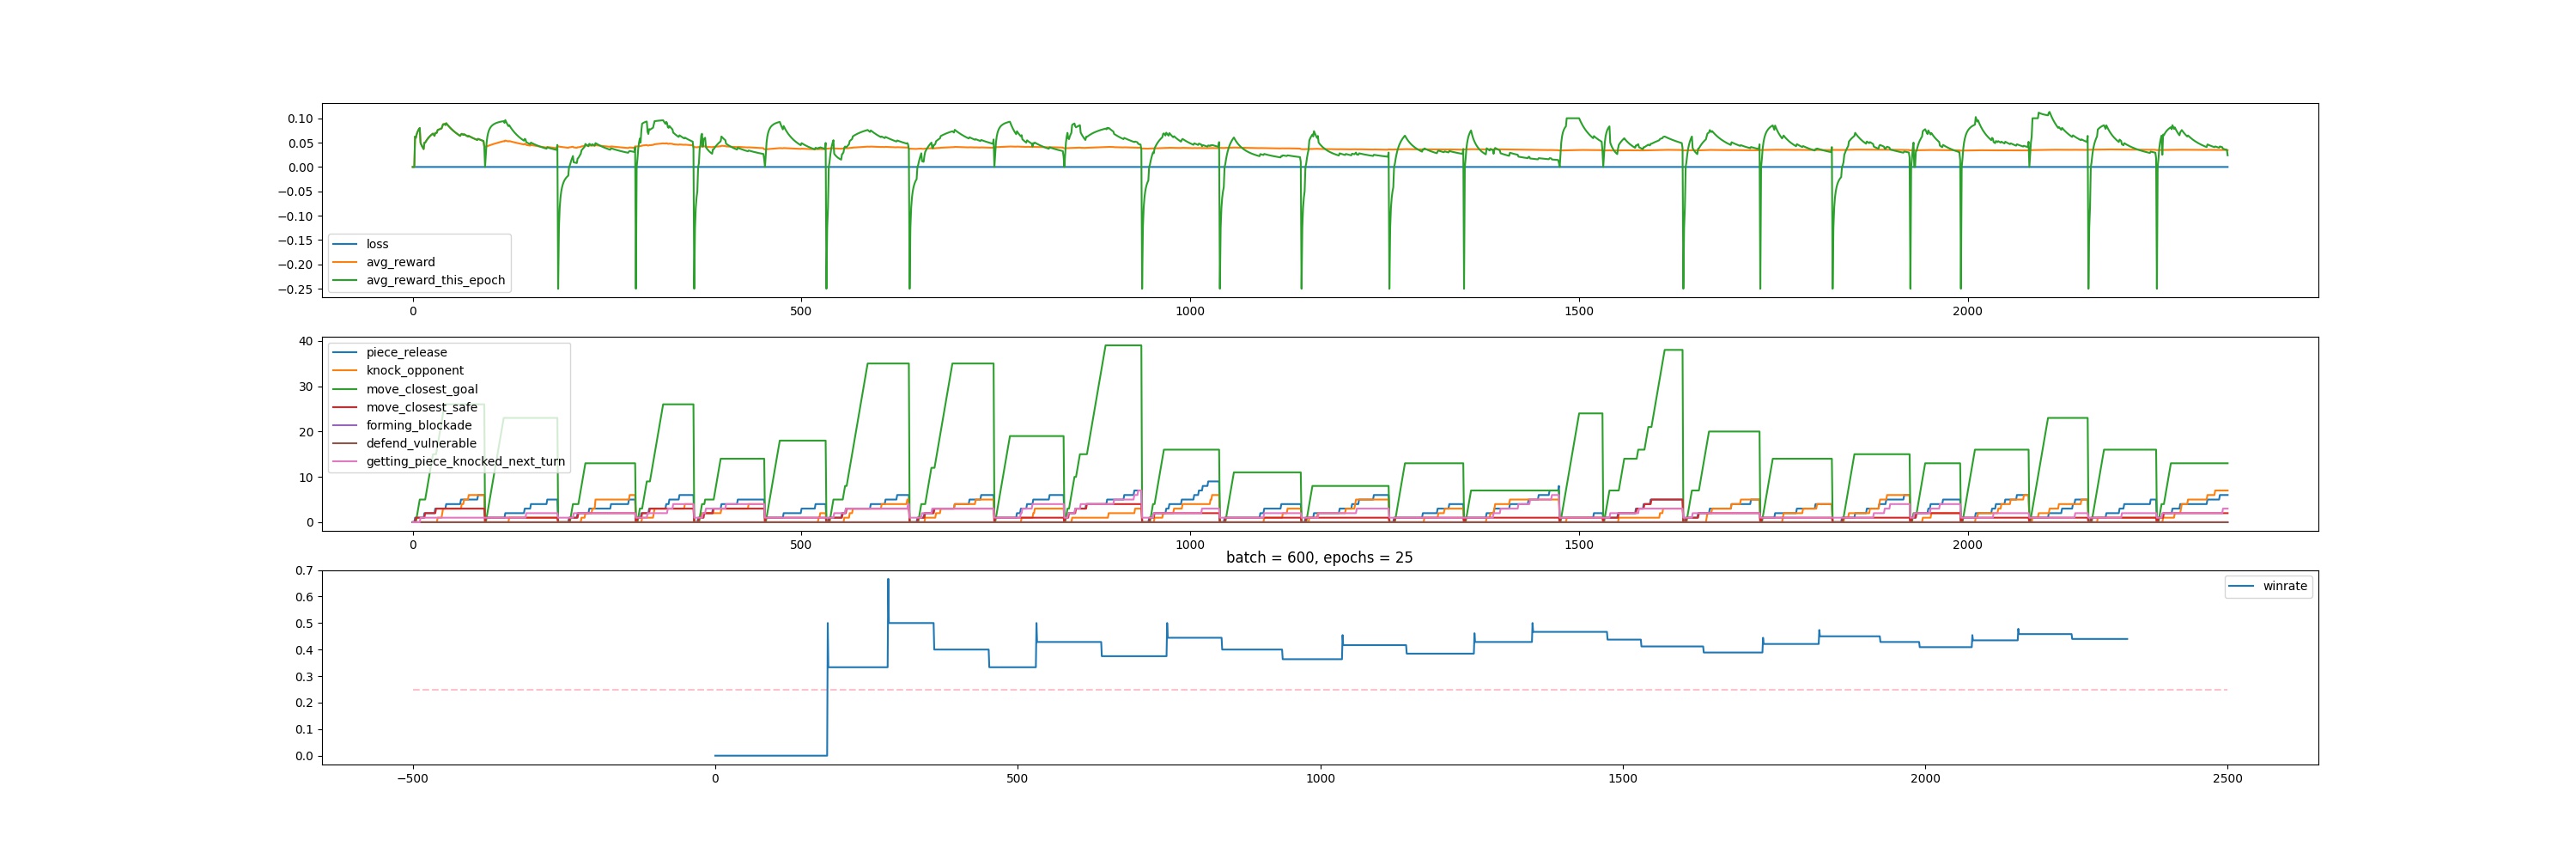 0.10
0.05
0.00
−0.05
−0.10
−0.15
−0.20
−0.25
loss
avg_reward
avg_reward_this_epoch
0 500 1000 1500 2000
40
30
20
10
0
piece_release
knock_opponent
move_closest_goal
move_closest_safe
forming_blockade
defend_vulnerable
getting_piece_knocked_next_turn
0 500 1000 1500 2000
batch = 600, epochs = 25
0.7
0.6
0.5
0.4
0.3
0.2
0.1
0.0
winrate
−500 0 500 1000 1500 2000 2500